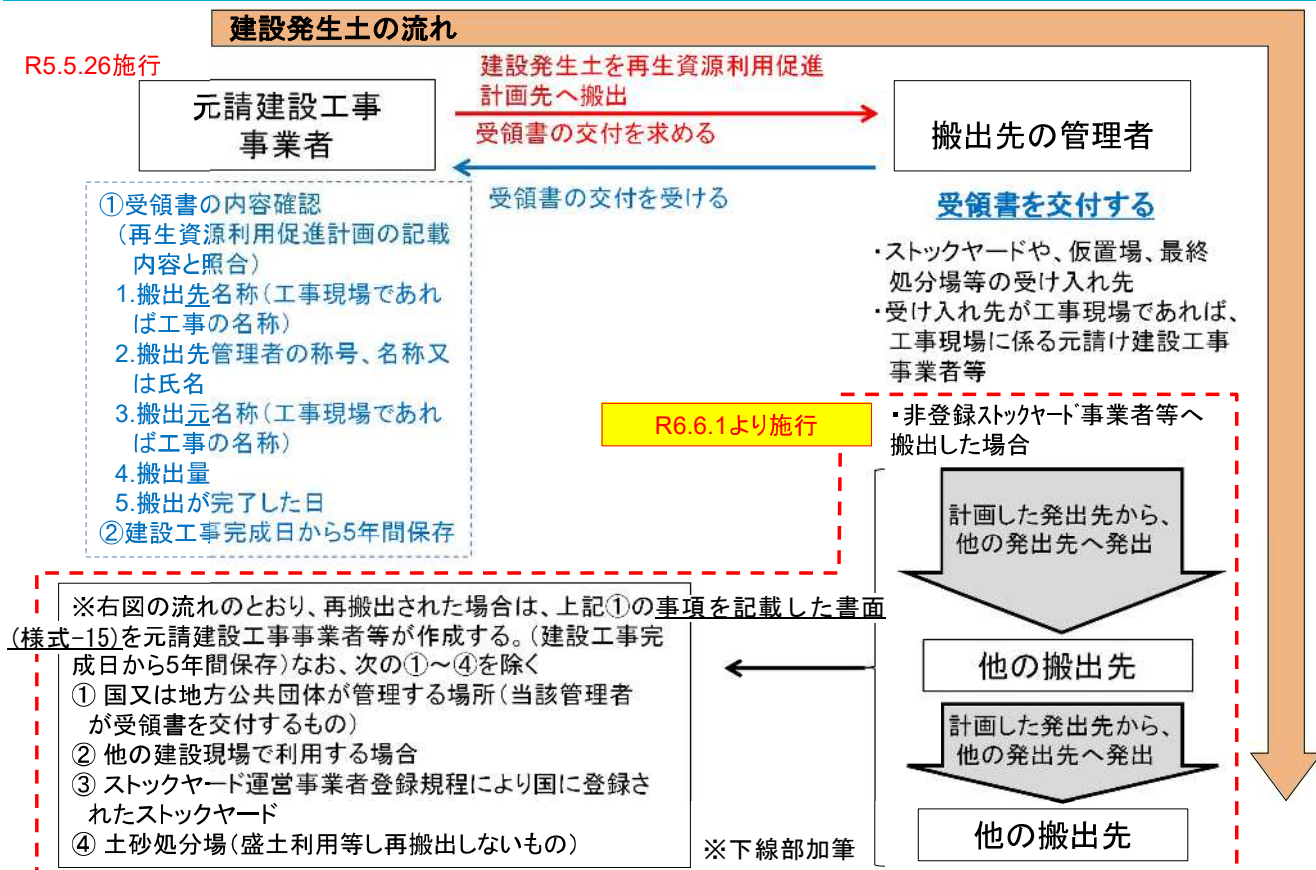 建設発生土の流れ
R5.5.26施行
元請建設工事
事業者
建設発生土を再生資源利用促進
計画先へ搬出
受領書の交付を求める
搬出先の管理者
受領書の交付を受ける
①受領書の内容確認
(再生資源利用促進計画の記載
内容と照合)
1.搬出先名称(工事現場であれ
ば工事の名称)
2.搬出先管理者の称号、名称又
は氏名
3.搬出元名称(工事現場であれ
ば工事の名称)
4.搬出量
5.搬出が完了した日
②建設工事完成日から5年間保存
受領書を交付する
・ストックヤードや、仮置場、最終
処分場等の受け入れ先
・受け入れ先が工事現場であれば、
工事現場に係る元請け建設工事
事業者等
R6.6.1より施行
・非登録ストックヤード事業者等へ
搬出した場合
計画した発出先から、
他の発出先へ発出
他の搬出先
計画した発出先から、
他の発出先へ発出
他の搬出先
※右図の流れのとおり、再搬出された場合は、上記①の事項を記載した書面
(様式-15)を元請建設工事事業者等が作成する。(建設工事完
成日から5年間保存)なお、次の①～④を除く
① 国又は地方公共団体が管理する場所(当該管理者
が受領書を交付するもの)
② 他の建設現場で利用する場合
③ ストックヤード運営事業者登録規程により国に登録さ
れたストックヤード
④ 土砂処分場(盛土利用等し再搬出しないもの)
※下線部加筆